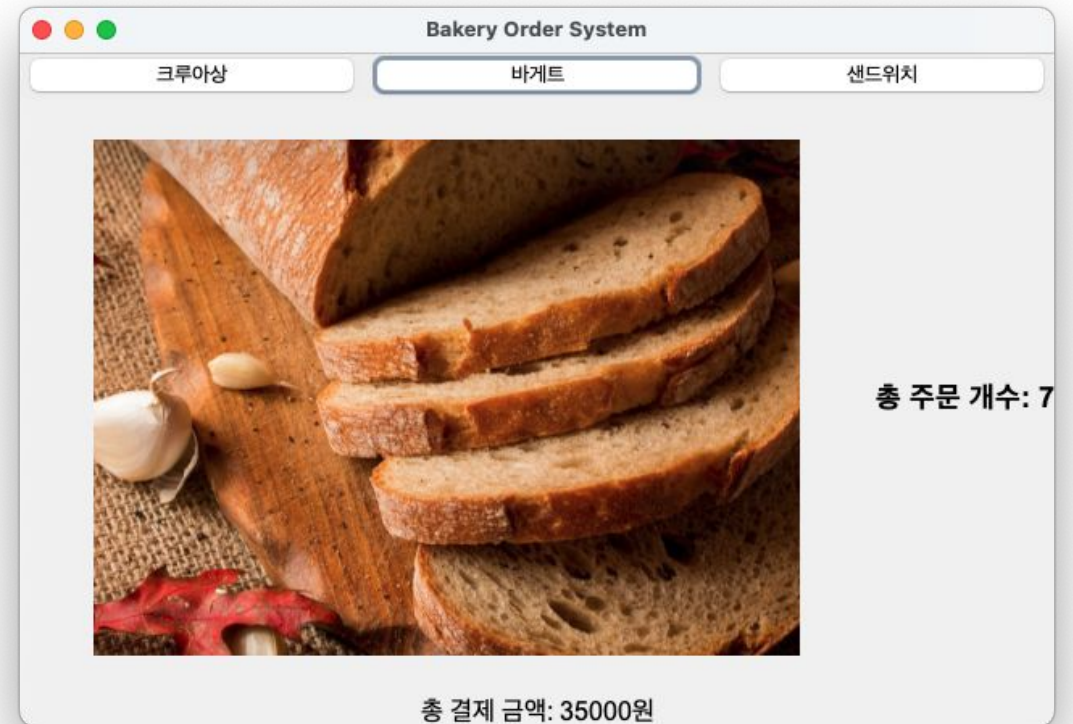 Bakery Order System
크루아상
바게트
샌드위치
총 주문 개수: 7
총 결제 금액: 35000원